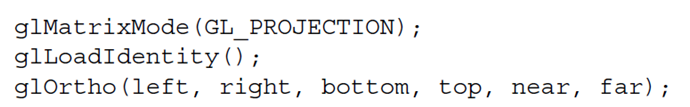 glMatrixMode(GL_PROJECTION);
glLoadIdentity();
glOrtho(left, right, bottom, top, near, far);